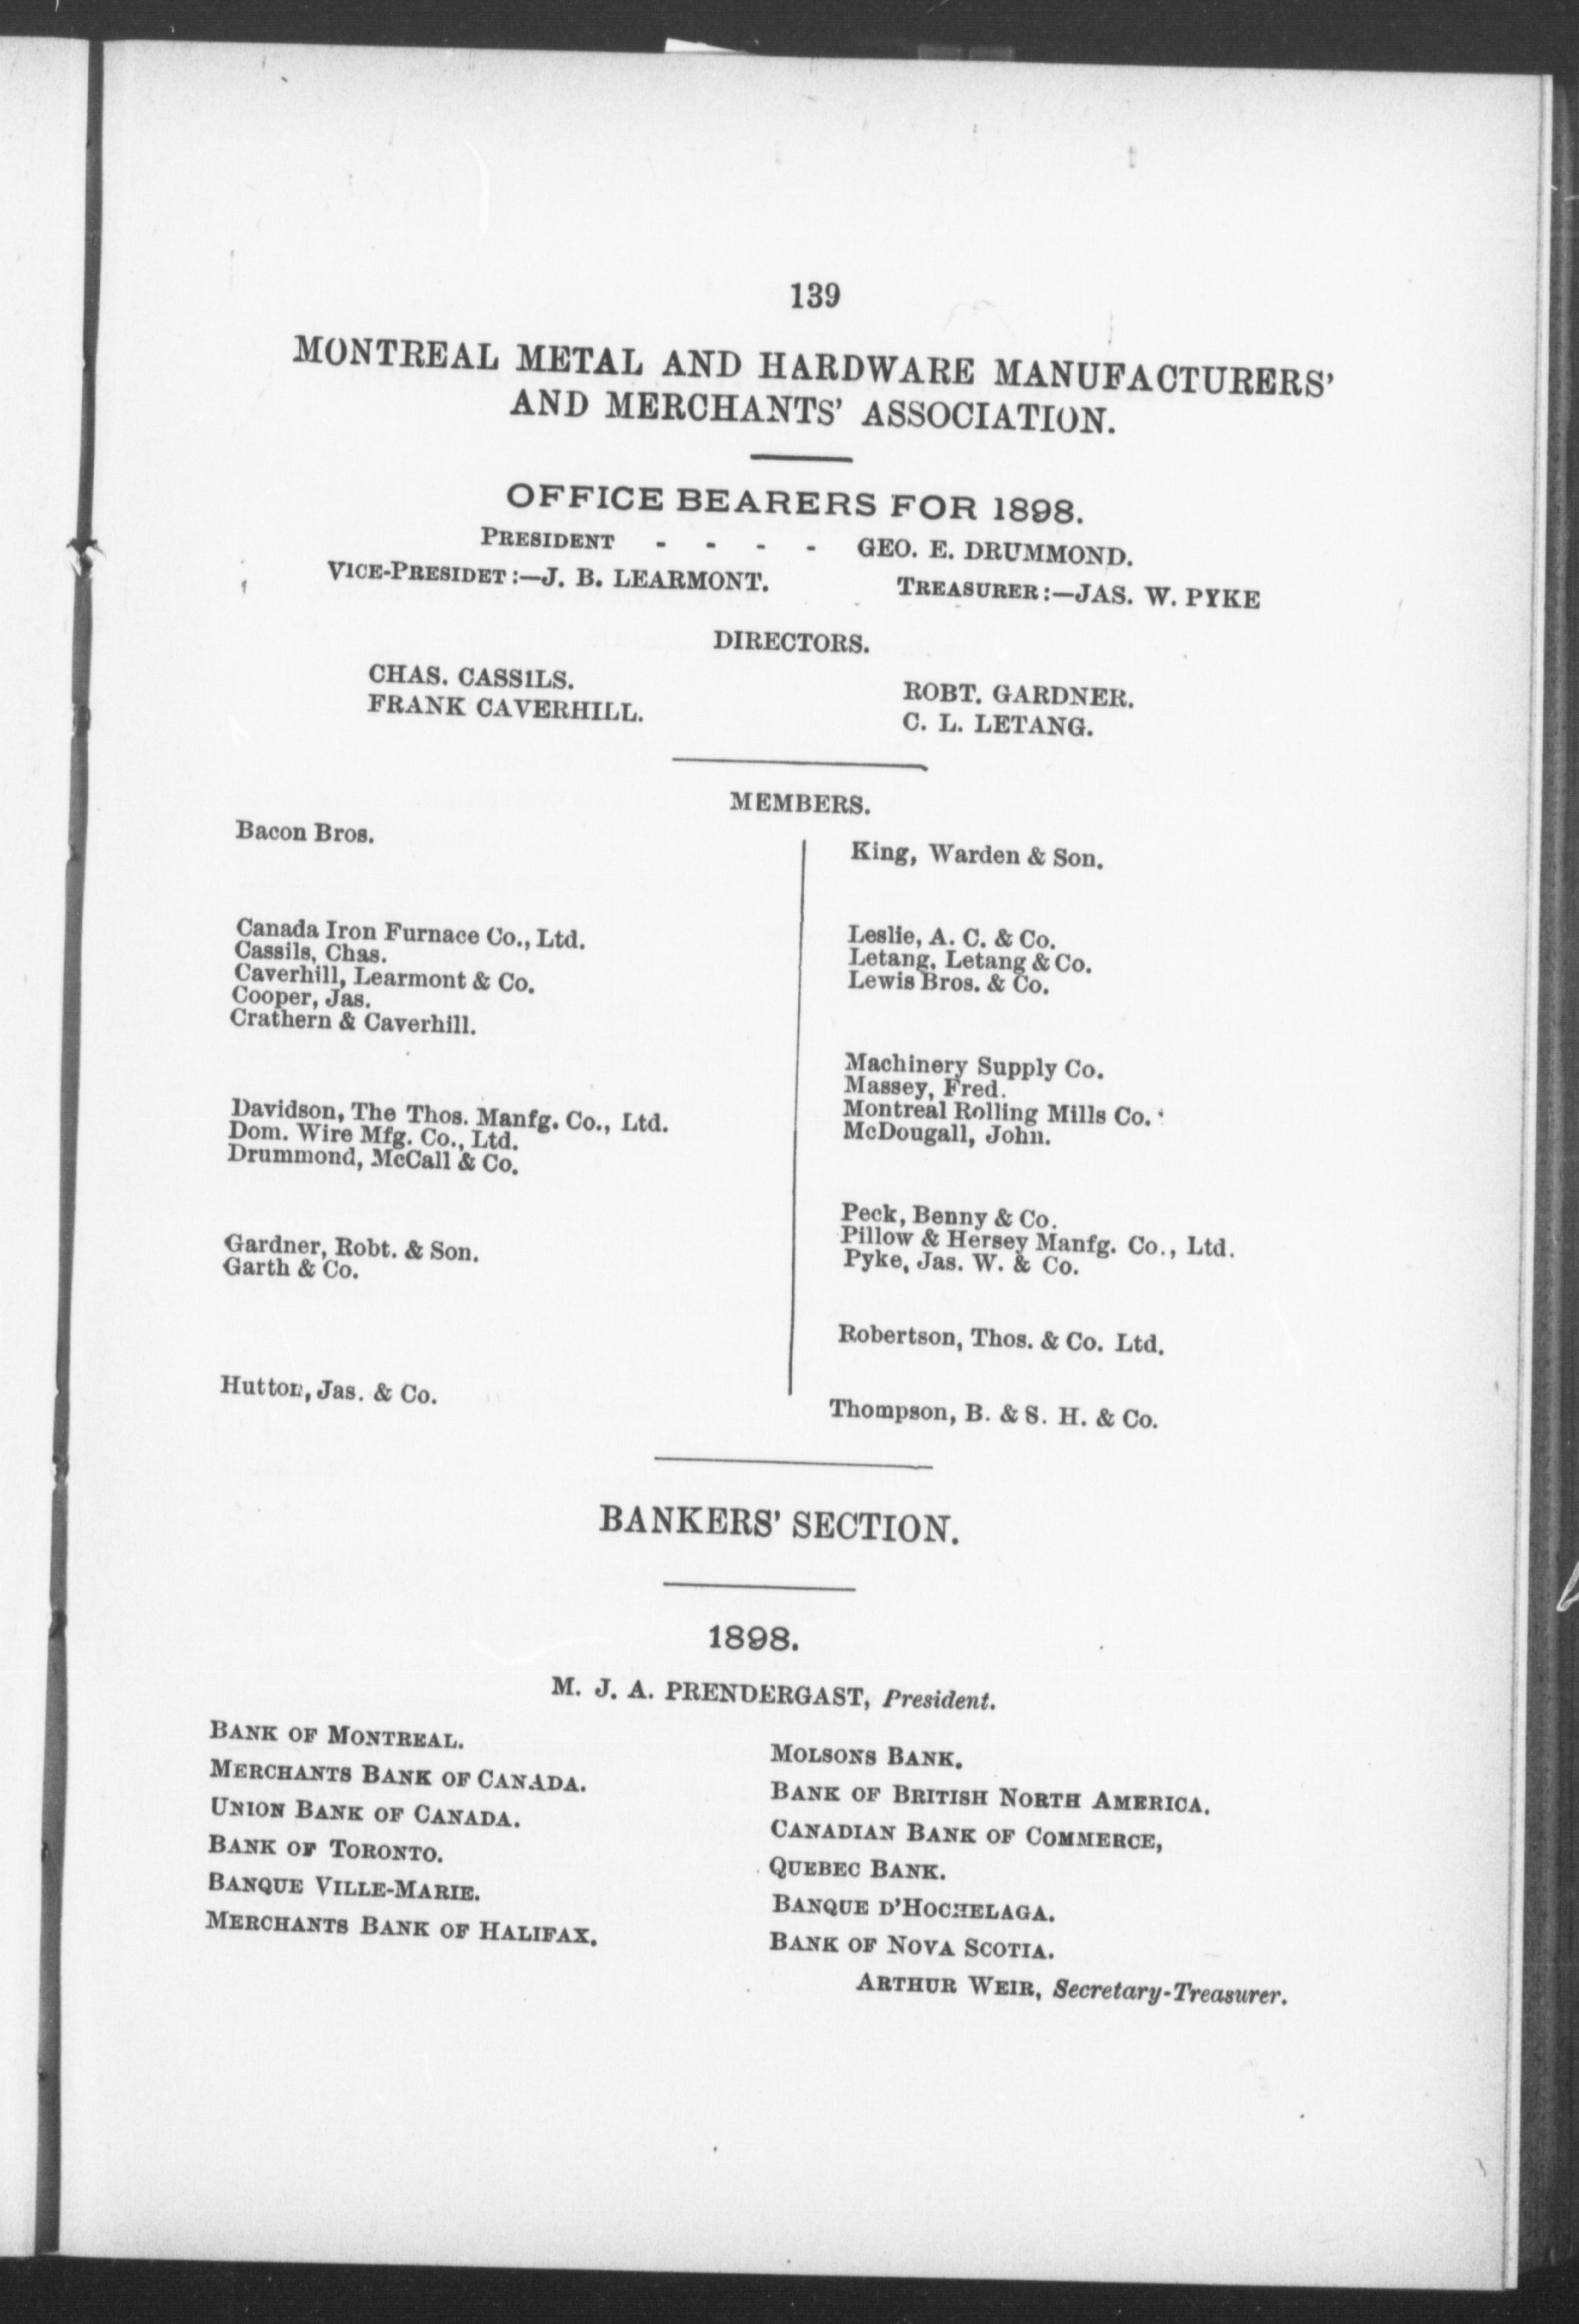 139
MONTREAL METAL AND HARDWARE MANUFACTURERS'
AND MERCHANTS' ASSOCIATION.
OFFICE BEARERS FOR 1898.
PRESIDENT - - - - GEO. E. DRUMMOND.
VICE-PRESIDET:—J. B. LEARMONT. TREASURER:—JAS. W. PYKE
DIRECTORS.
CHAS. CASSILS.
FRANK CAVERHILL.
ROBT. GARDNER.
C. L. LETANG.
MEMBERS.
Bacon Bros.
Canada Iron Furnace Co., Ltd.
Cassils, Chas.
Caverhill, Learmont & Co.
Cooper, Jas.
Crathern & Caverhill.
Davidson, The Thos. Manfg. Co., Ltd.
Dom. Wire Mfg. Co., Ltd.
Drummond, McCall & Co.
Gardner, Robt. & Son.
Garth & Co.
Hutton, Jas. & Co.
King, Warden & Son.
Leslie, A. C. & Co.
Letang, Letang & Co.
Lewis Bros. & Co.
Machinery Supply Co.
Massey, Fred.
Montreal Rolling Mills Co.
McDougall, John.
Peck, Benny & Co.
Pillow & Hersey Manfg. Co., Ltd.
Pyke, Jas. W. & Co.
Robertson, Thos. & Co. Ltd.
Thompson, B. & S. H. & Co.
BANKERS' SECTION.
1898.
M. J. A. PRENDERGAST, President.
BANK OF MONTREAL.
MERCHANTS BANK OF CANADA.
UNION BANK OF CANADA.
BANK OF TORONTO.
BANQUE VILLE-MARIE.
MERCHANTS BANK OF HALIFAX.
MOLSONS BANK.
BANK OF BRITISH NORTH AMERICA.
CANADIAN BANK OF COMMERCE,
QUEBEC BANK.
BANQUE D'HOCHELAGA.
BANK OF NOVA SCOTIA.
ARTHUR WEIR, Secretary-Treasurer.